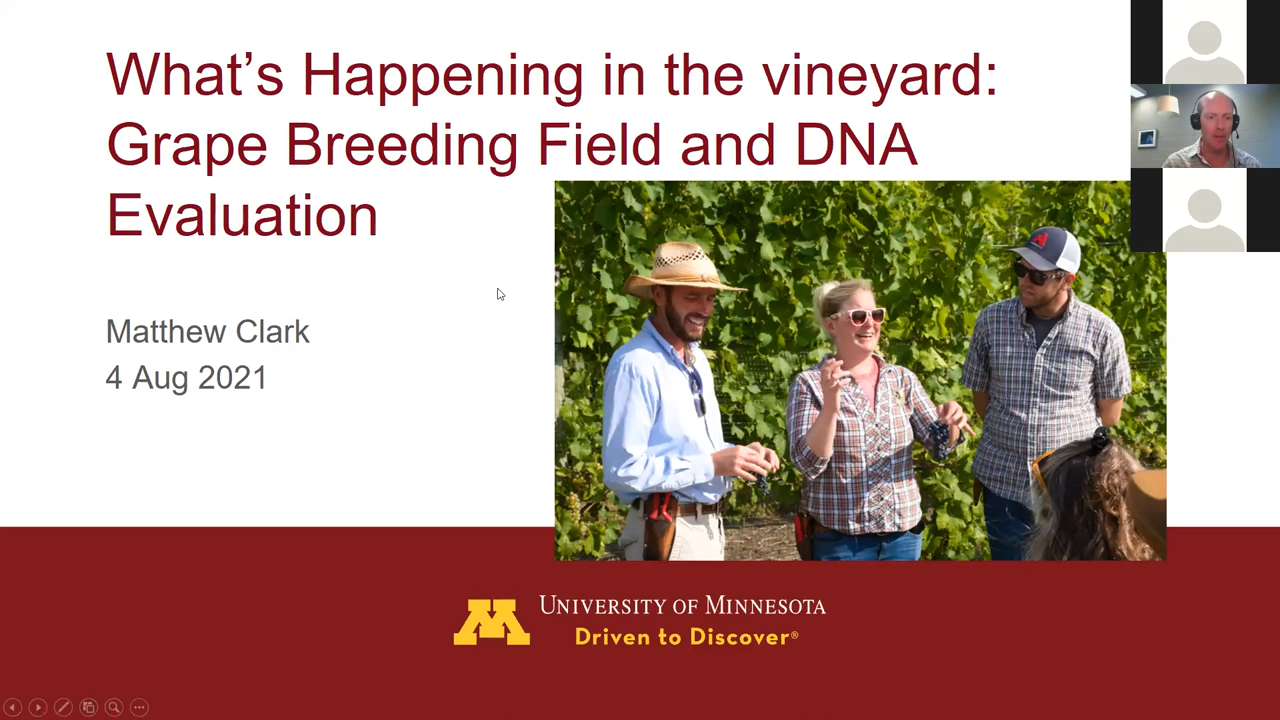 What’s Happening in the vineyard:
Grape Breeding Field and DNA
Evaluation
Matthew Clark
4 Aug 2021
M
UNIVERSITY OF MINNESOTA
Driven to Discover®